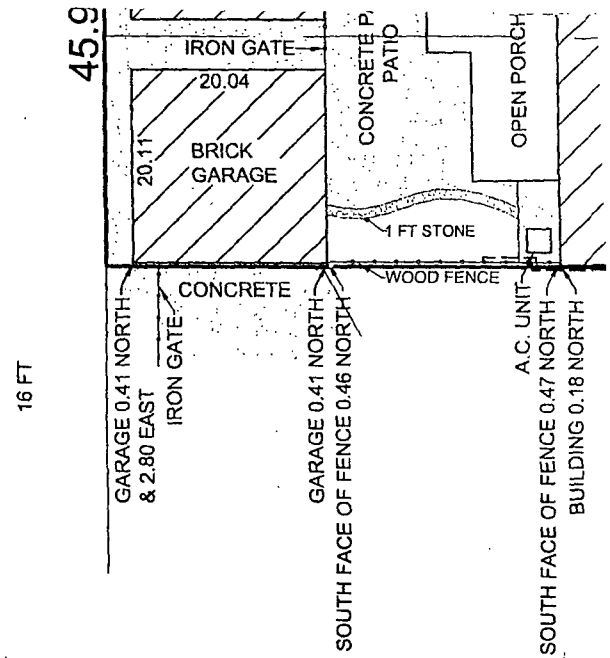 45.9
IRON GATE
20.04
20.11
BRICK
GARAGE
CONCRETE
PATIO
OPEN PORCH
1 FT STONE
WOOD FENCE
CONCRETE
16 FT
GARAGE 0.41 NORTH
& 2.80 EAST
IRON GATE
GARAGE 0.41 NORTH
SOUTH FACE OF FENCE 0.46 NORTH
A.C. UNIT
SOUTH FACE OF FENCE 0.47 NORTH
BUILDING 0.18 NORTH